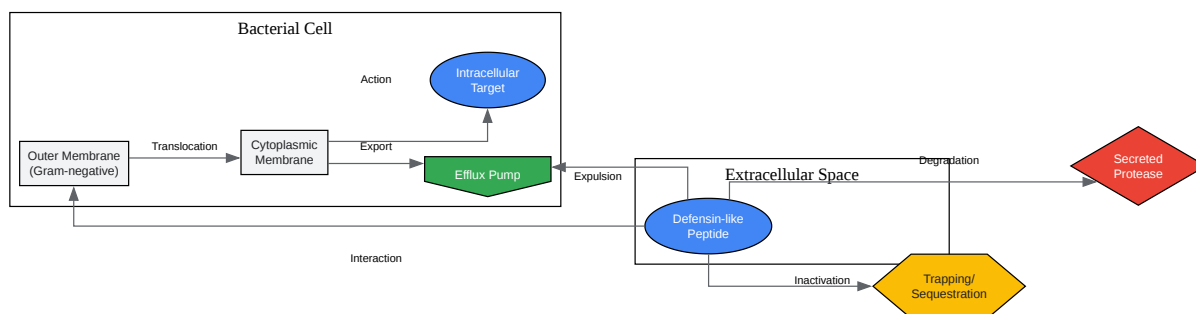 Bacterial Cell
Intracellular
Target
Action
Outer Membrane
(Gram-negative)
Translocation
Cytoplasmic
Membrane
Export
Efflux Pump
Expulsion
Extracellular Space
Degradation
Secreted
Protease
Defensin-like
Peptide
Interaction
Inactivation
Trapping/
Sequestration